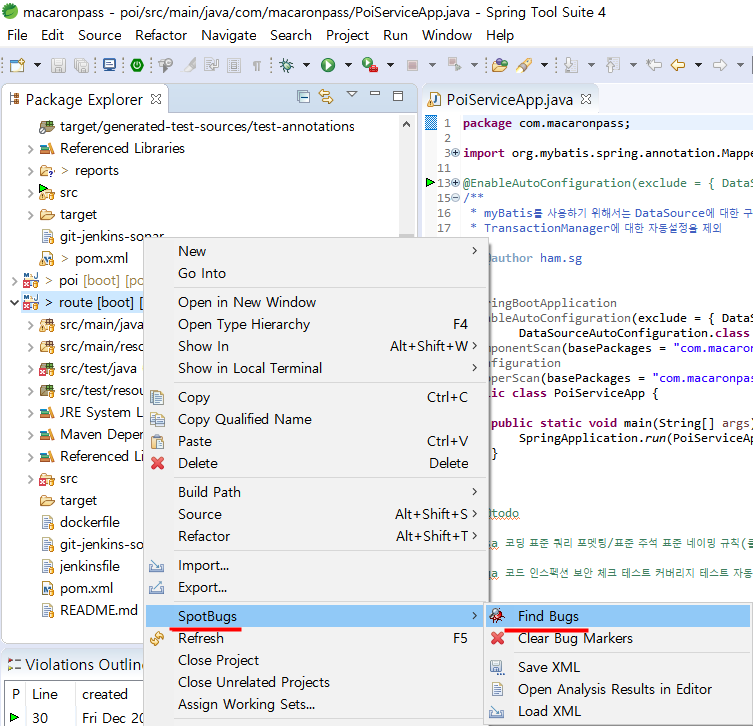 macaronpass - poi/src/main/java/com/macaronpass/PoiServiceApp.java - Spring Tool Suite 4
File Edit Source Refactor Navigate Search Project Run Window Help
Package Explorer
target/generated-test-sources/test-annotations
Referenced Libraries
> reports
> src
target
git-jenkins-sonar
> pom.xml
> poi [boot] [po
> route [boot] [
src/main/java
src/main/reso
src/test/java
src/test/resou
JRE System L
Maven Depe
Referenced Li
src
target
dockerfile
git-jenkins-so
jenkinsfile
pom.xml
README.md
Violations Outline
P Line created
30 Fri Dec 2
New
Go Into
Open in New Window
Open Type Hierarchy F4
Show In Alt+Shift+W >
Show in Local Terminal
Copy Ctrl+C
Copy Qualified Name
Paste Ctrl+V
Delete Delete
Build Path
Source Alt+Shift+S >
Refactor Alt+Shift+T >
Import...
Export...
SpotBugs
Refresh F5
Close Project
Close Unrelated Projects
Assign Working Sets...
Find Bugs
Clear Bug Markers
Save XML
Open Analysis Results in Editor
Load XML
PoiServiceApp.java
1 package com.macaronpass;
2
3 import org.mybatis.spring.annotation.Mappe
11
13 @EnableAutoConfiguration(exclude = { DataS
15 /**
16 * myBatis를 사용하기 위해서는 DataSource에 대한 구
17 * TransactionManager에 대한 자동설정을 제외
author ham.sg
ringBootApplication
ableAutoConfiguration(exclude = { DataS
DataSourceAutoConfiguration.class
mponentScan(basePackages = "com.macaron
nfiguration
pperScan(basePackages = "com.macaronpas
ic class PoiServiceApp {
public static void main(String[] args)
SpringApplication.run(PoiServiceAp
}
todo
코딩 표준 쿼리 포멧팅/표준 주석 표준 네이밍 규칙(
코드 인스펙션 보안 체크 테스트 커버리지 테스트 자동